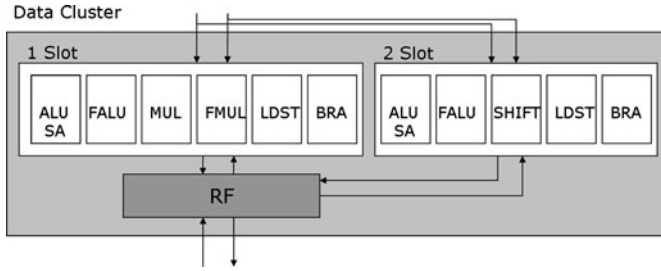 Data Cluster
1 Slot
2 Slot
ALU SA
FALU
MUL
FMUL
LDST
BRA
ALU SA
FALU
SHIFT
LDST
BRA
RF